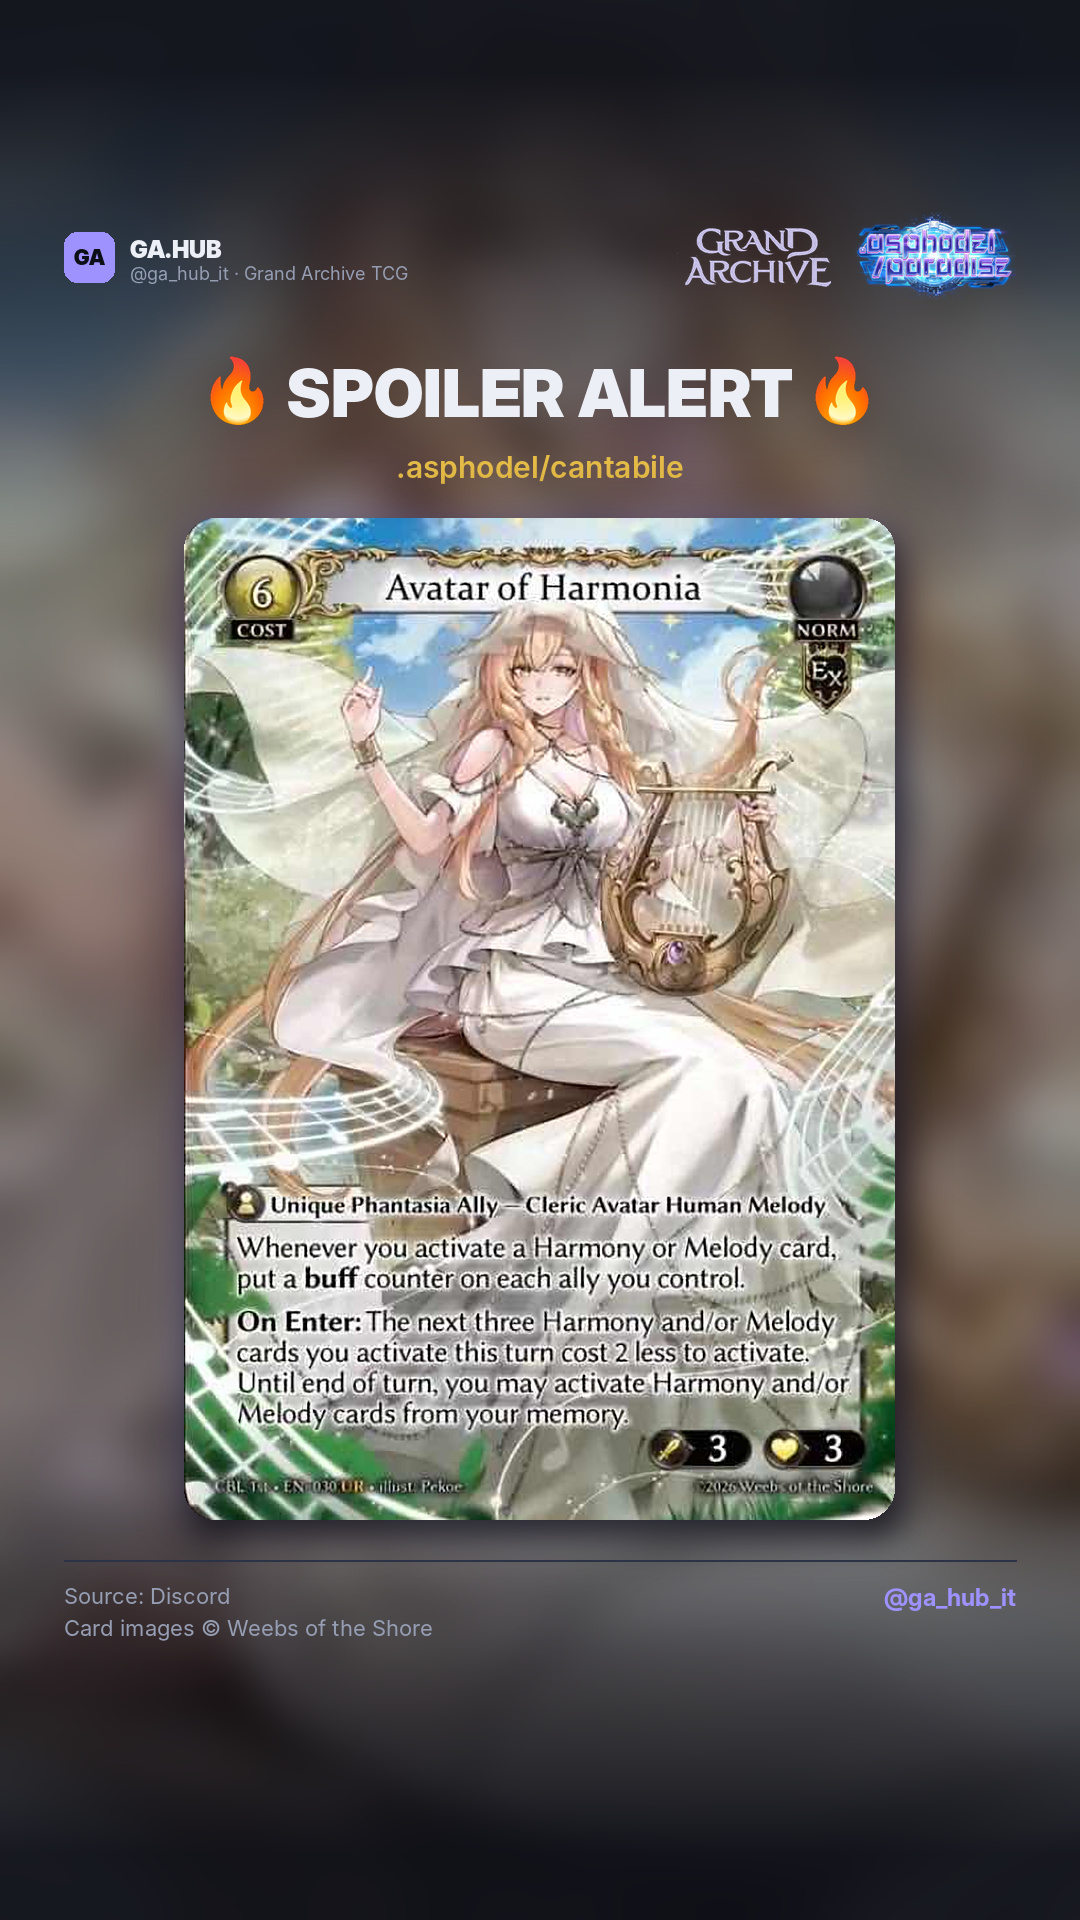 GA
GA.HUB
@ga_hub_it · Grand Archive TCG
GRAND
ARCHIVE
.asphodel
/paradise
🔥 SPOILER ALERT 🔥
.asphodel/cantabile
6
COST
Avatar of Harmonia
NORM
Ex
Unique Phantasia Ally — Cleric Avatar Human Melody
Whenever you activate a Harmony or Melody card,
put a buff counter on each ally you control.
On Enter: The next three Harmony and/or Melody
cards you activate this turn cost 2 less to activate.
Until end of turn, you may activate Harmony and/or
Melody cards from your memory.
3
3
EN-030 UR • illust. Pekoe
©2026 Weebs of the Shore
Source: Discord
@ga_hub_it
Card images © Weebs of the Shore